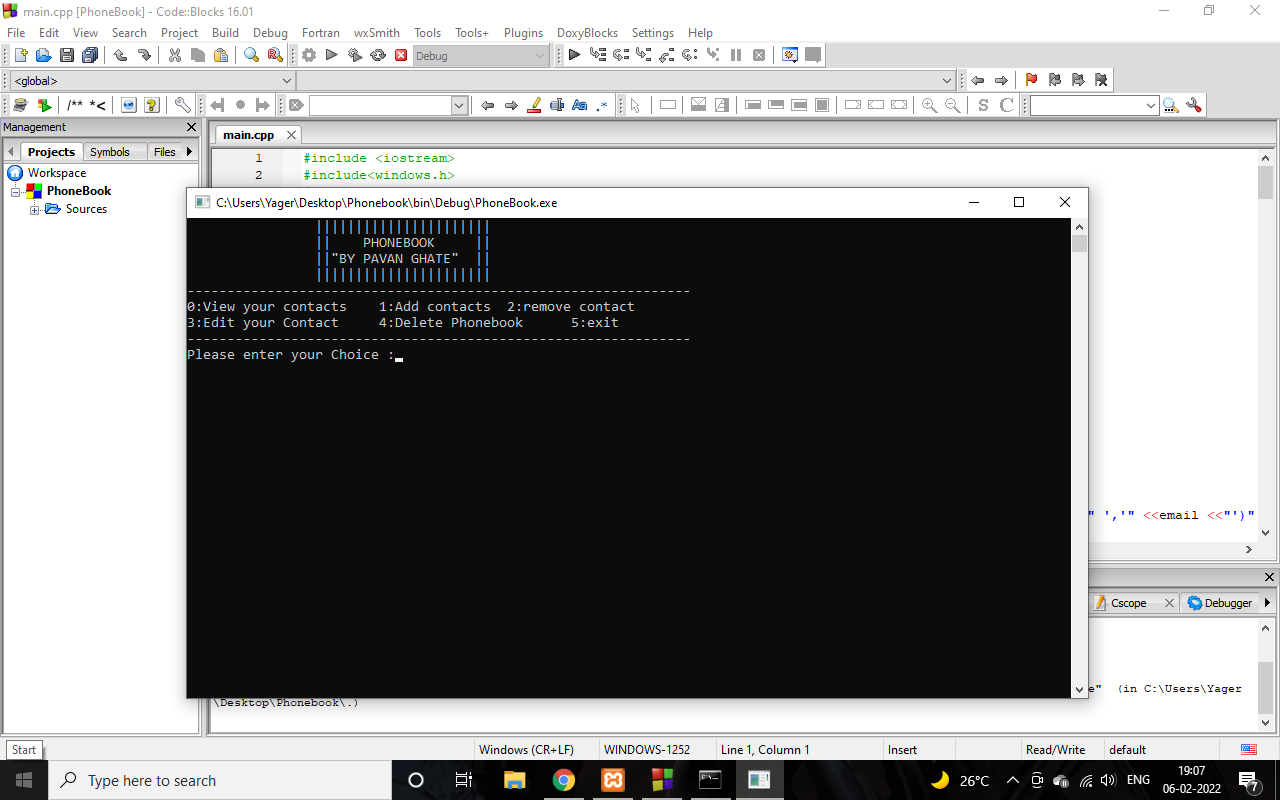 main.cpp [PhoneBook] - Code::Blocks 16.01
File Edit View Search Project Build Debug Fortran wxSmith Tools Tools+ Plugins DoxyBlocks Settings Help
Debug
<global>
/** *<
Aa .*
S C
Management
Projects Symbols Files
main.cpp
Workspace
PhoneBook
Sources
1 #include <iostream>
2 #include<windows.h>
C:\Users\Yager\Desktop\Phonebook\bin\Debug\PhoneBook.exe
||||||||||||||||||||||
|| PHONEBOOK ||
||"BY PAVAN GHATE" ||
||||||||||||||||||||||
---------------------------------------------------------------
0:View your contacts 1:Add contacts 2:remove contact
3:Edit your Contact 4:Delete Phonebook 5:exit
---------------------------------------------------------------
Please enter your Choice :
" ','" <<email <<"')"
Cscope Debugger
e" (in C:\Users\Yager
\Desktop\Phonebook\.)
Start
Windows (CR+LF) WINDOWS-1252 Line 1, Column 1 Insert Read/Write default
Type here to search
26°C
ENG
19:07
06-02-2022
7